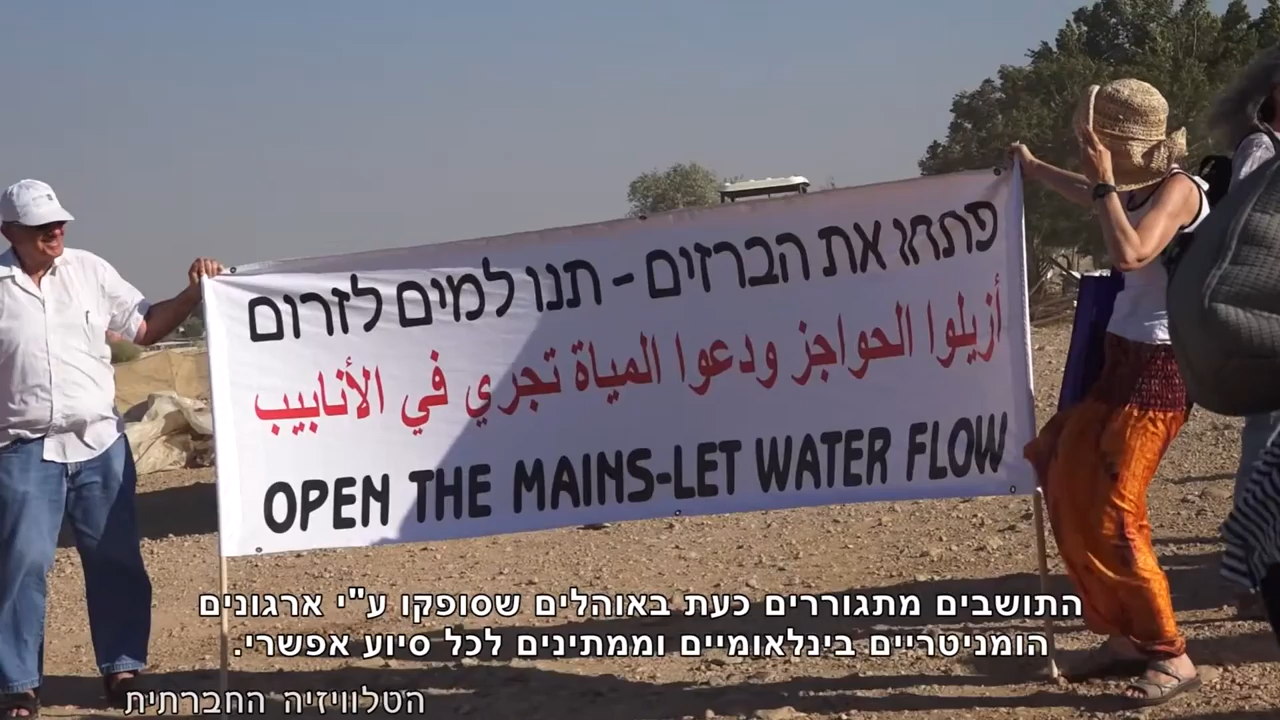 פתחו את הברזים - תנו למים לזרום
أزيلوا الحواجز ودعوا المياة تجري في الأنابيب
OPEN THE MAINS-LET WATER FLOW
התושבים מתגוררים כעת באוהלים שסופקו ע"י ארגונים
הומניטריים בינלאומיים וממתינים לכל סיוע אפשרי.
הטלוויזיה החברתית